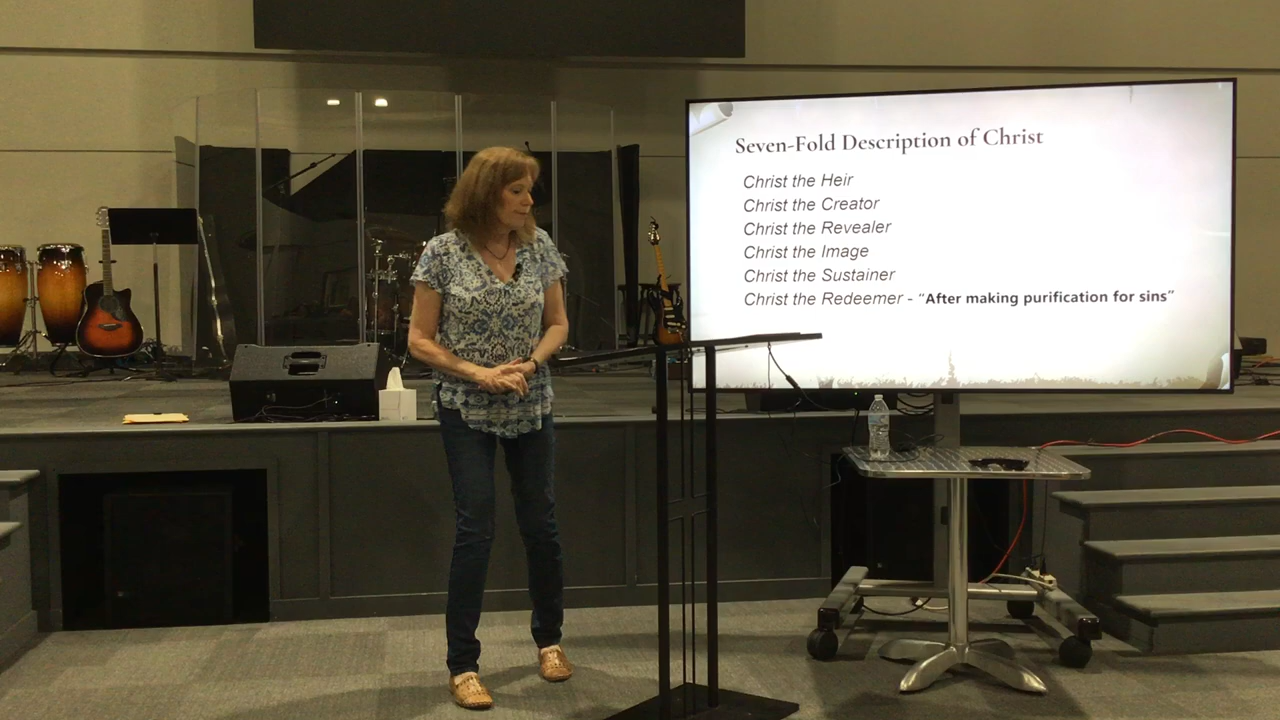 Seven-Fold Description of Christ
Christ the Heir
Christ the Creator
Christ the Revealer
Christ the Image
Christ the Sustainer
Christ the Redeemer - “After making purification for sins”